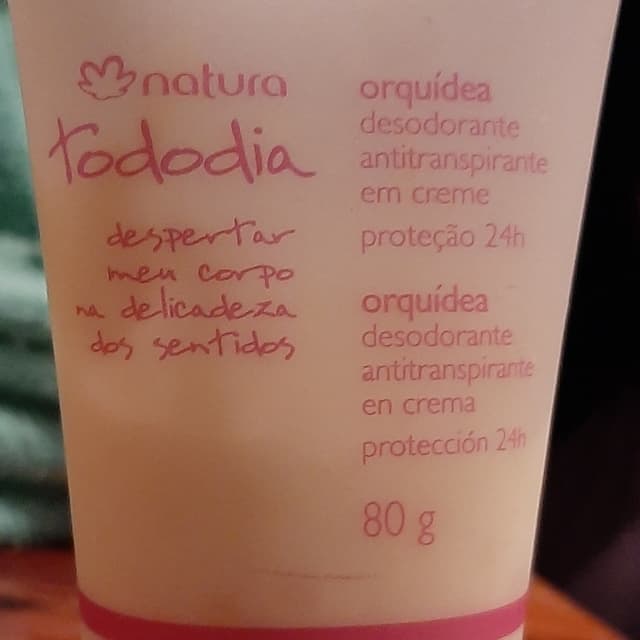 natura
tododia
despertar
meu corpo
na delicadeza
dos sentidos
orquídea
desodorante
antitranspirante
em creme
proteção 24h
orquídea
desodorante
antitranspirante
en crema
protección 24h
80 g